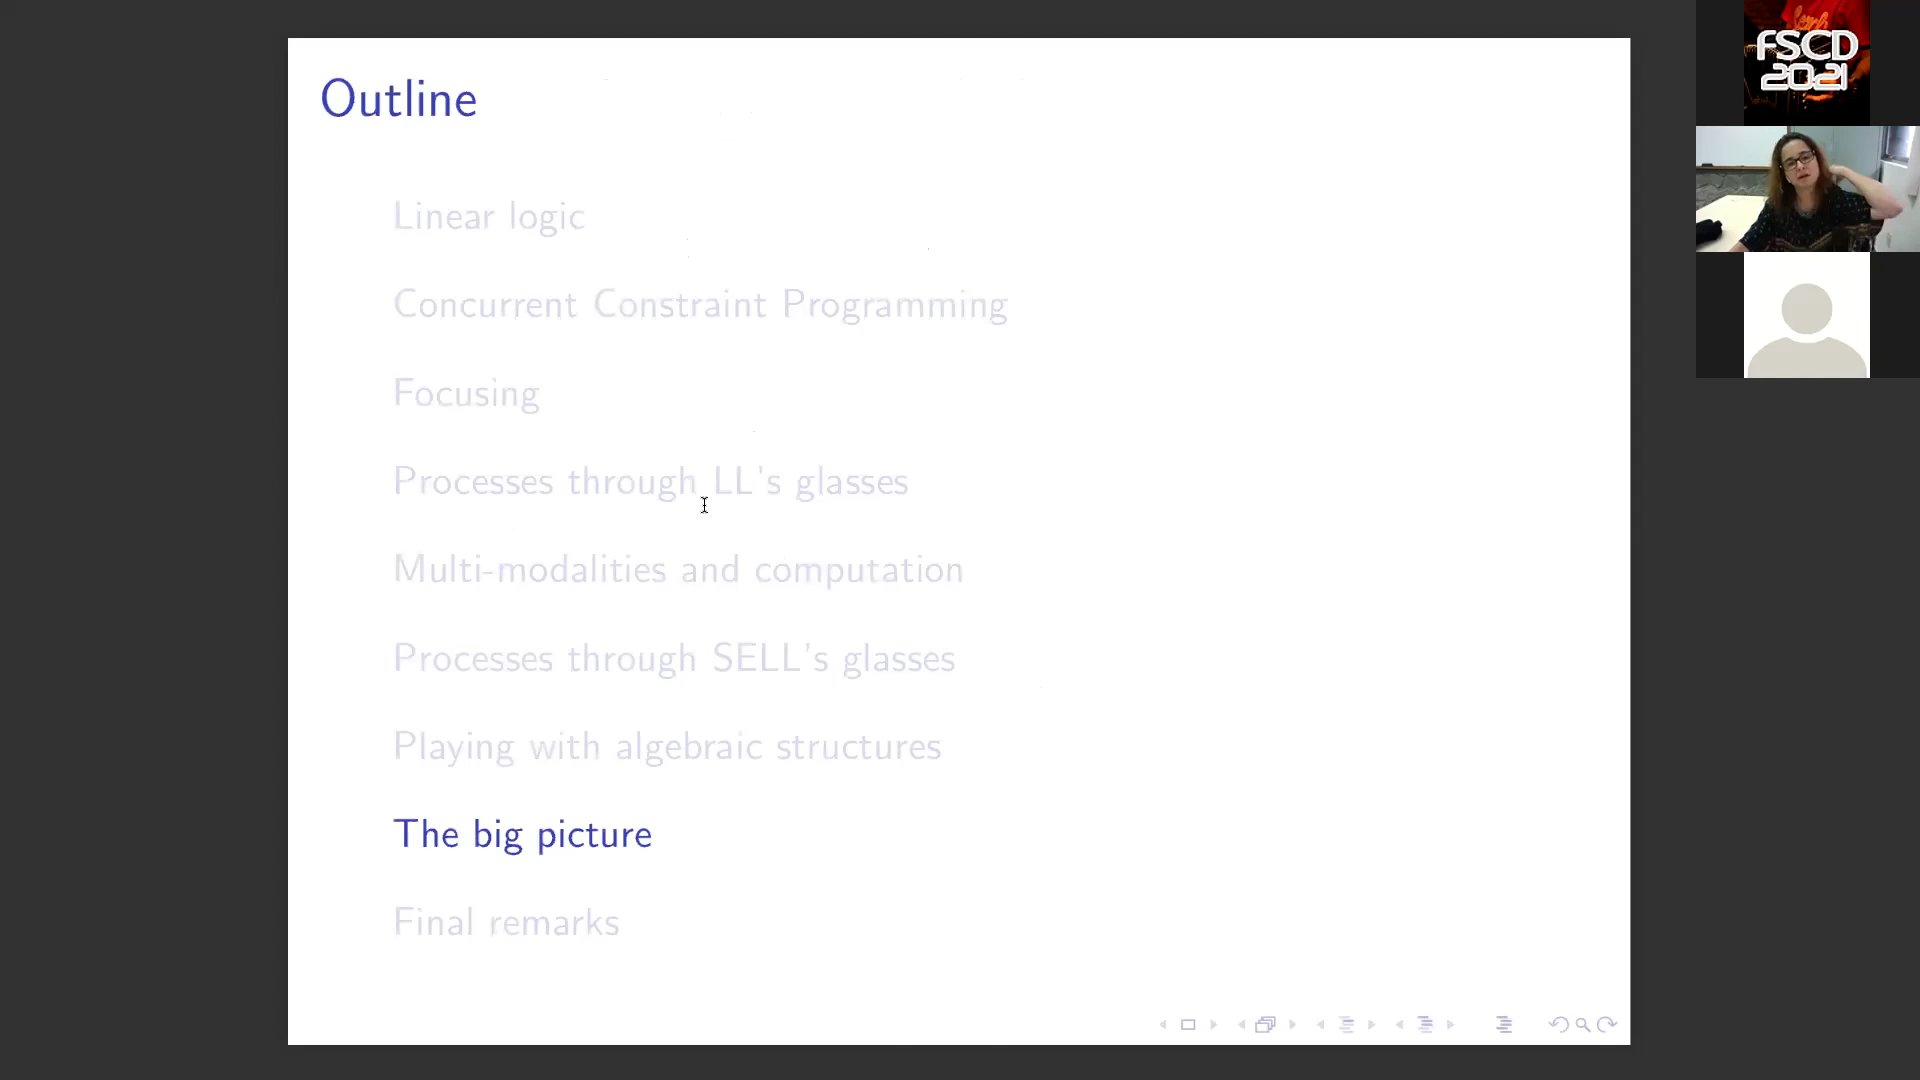 Outline
Linear logic
Concurrent Constraint Programming
Focusing
Processes through LL's glasses
Multi-modalities and computation
Processes through SELL's glasses
Playing with algebraic structures
The big picture
Final remarks
FSCD
2021